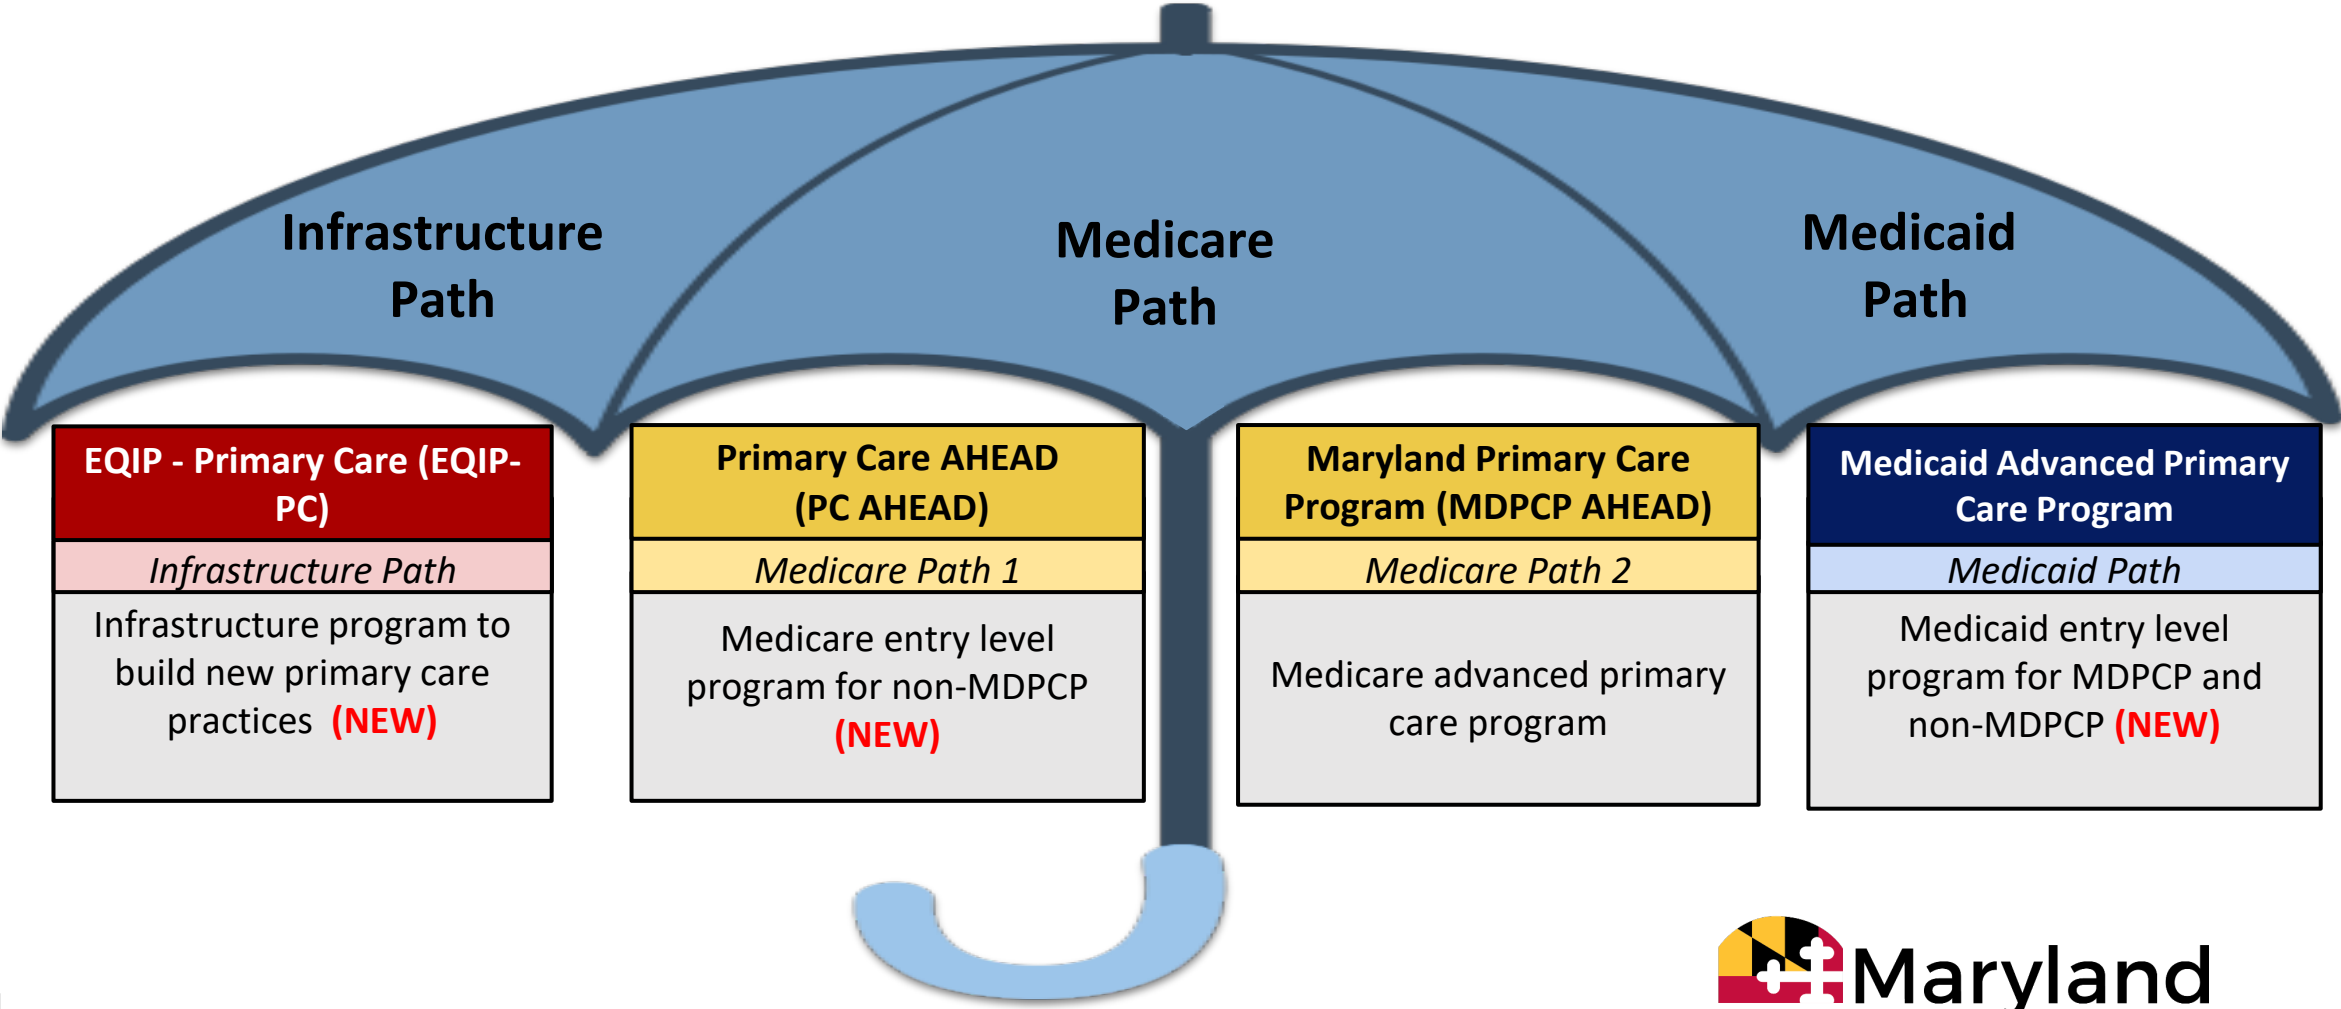 Infrastructure
Path
Medicare
Path
Medicaid
Path
EQIP - Primary Care (EQIP-
PC)
Infrastructure Path
Infrastructure program to
build new primary care
practices (NEW)
Primary Care AHEAD
(PC AHEAD)
Medicare Path 1
Medicare entry level
program for non-MDPCP
(NEW)
Maryland Primary Care
Program (MDPCP AHEAD)
Medicare Path 2
Medicare advanced primary
care program
Medicaid Advanced Primary
Care Program
Medicaid Path
Medicaid entry level
program for MDPCP and
non-MDPCP (NEW)
Maryland